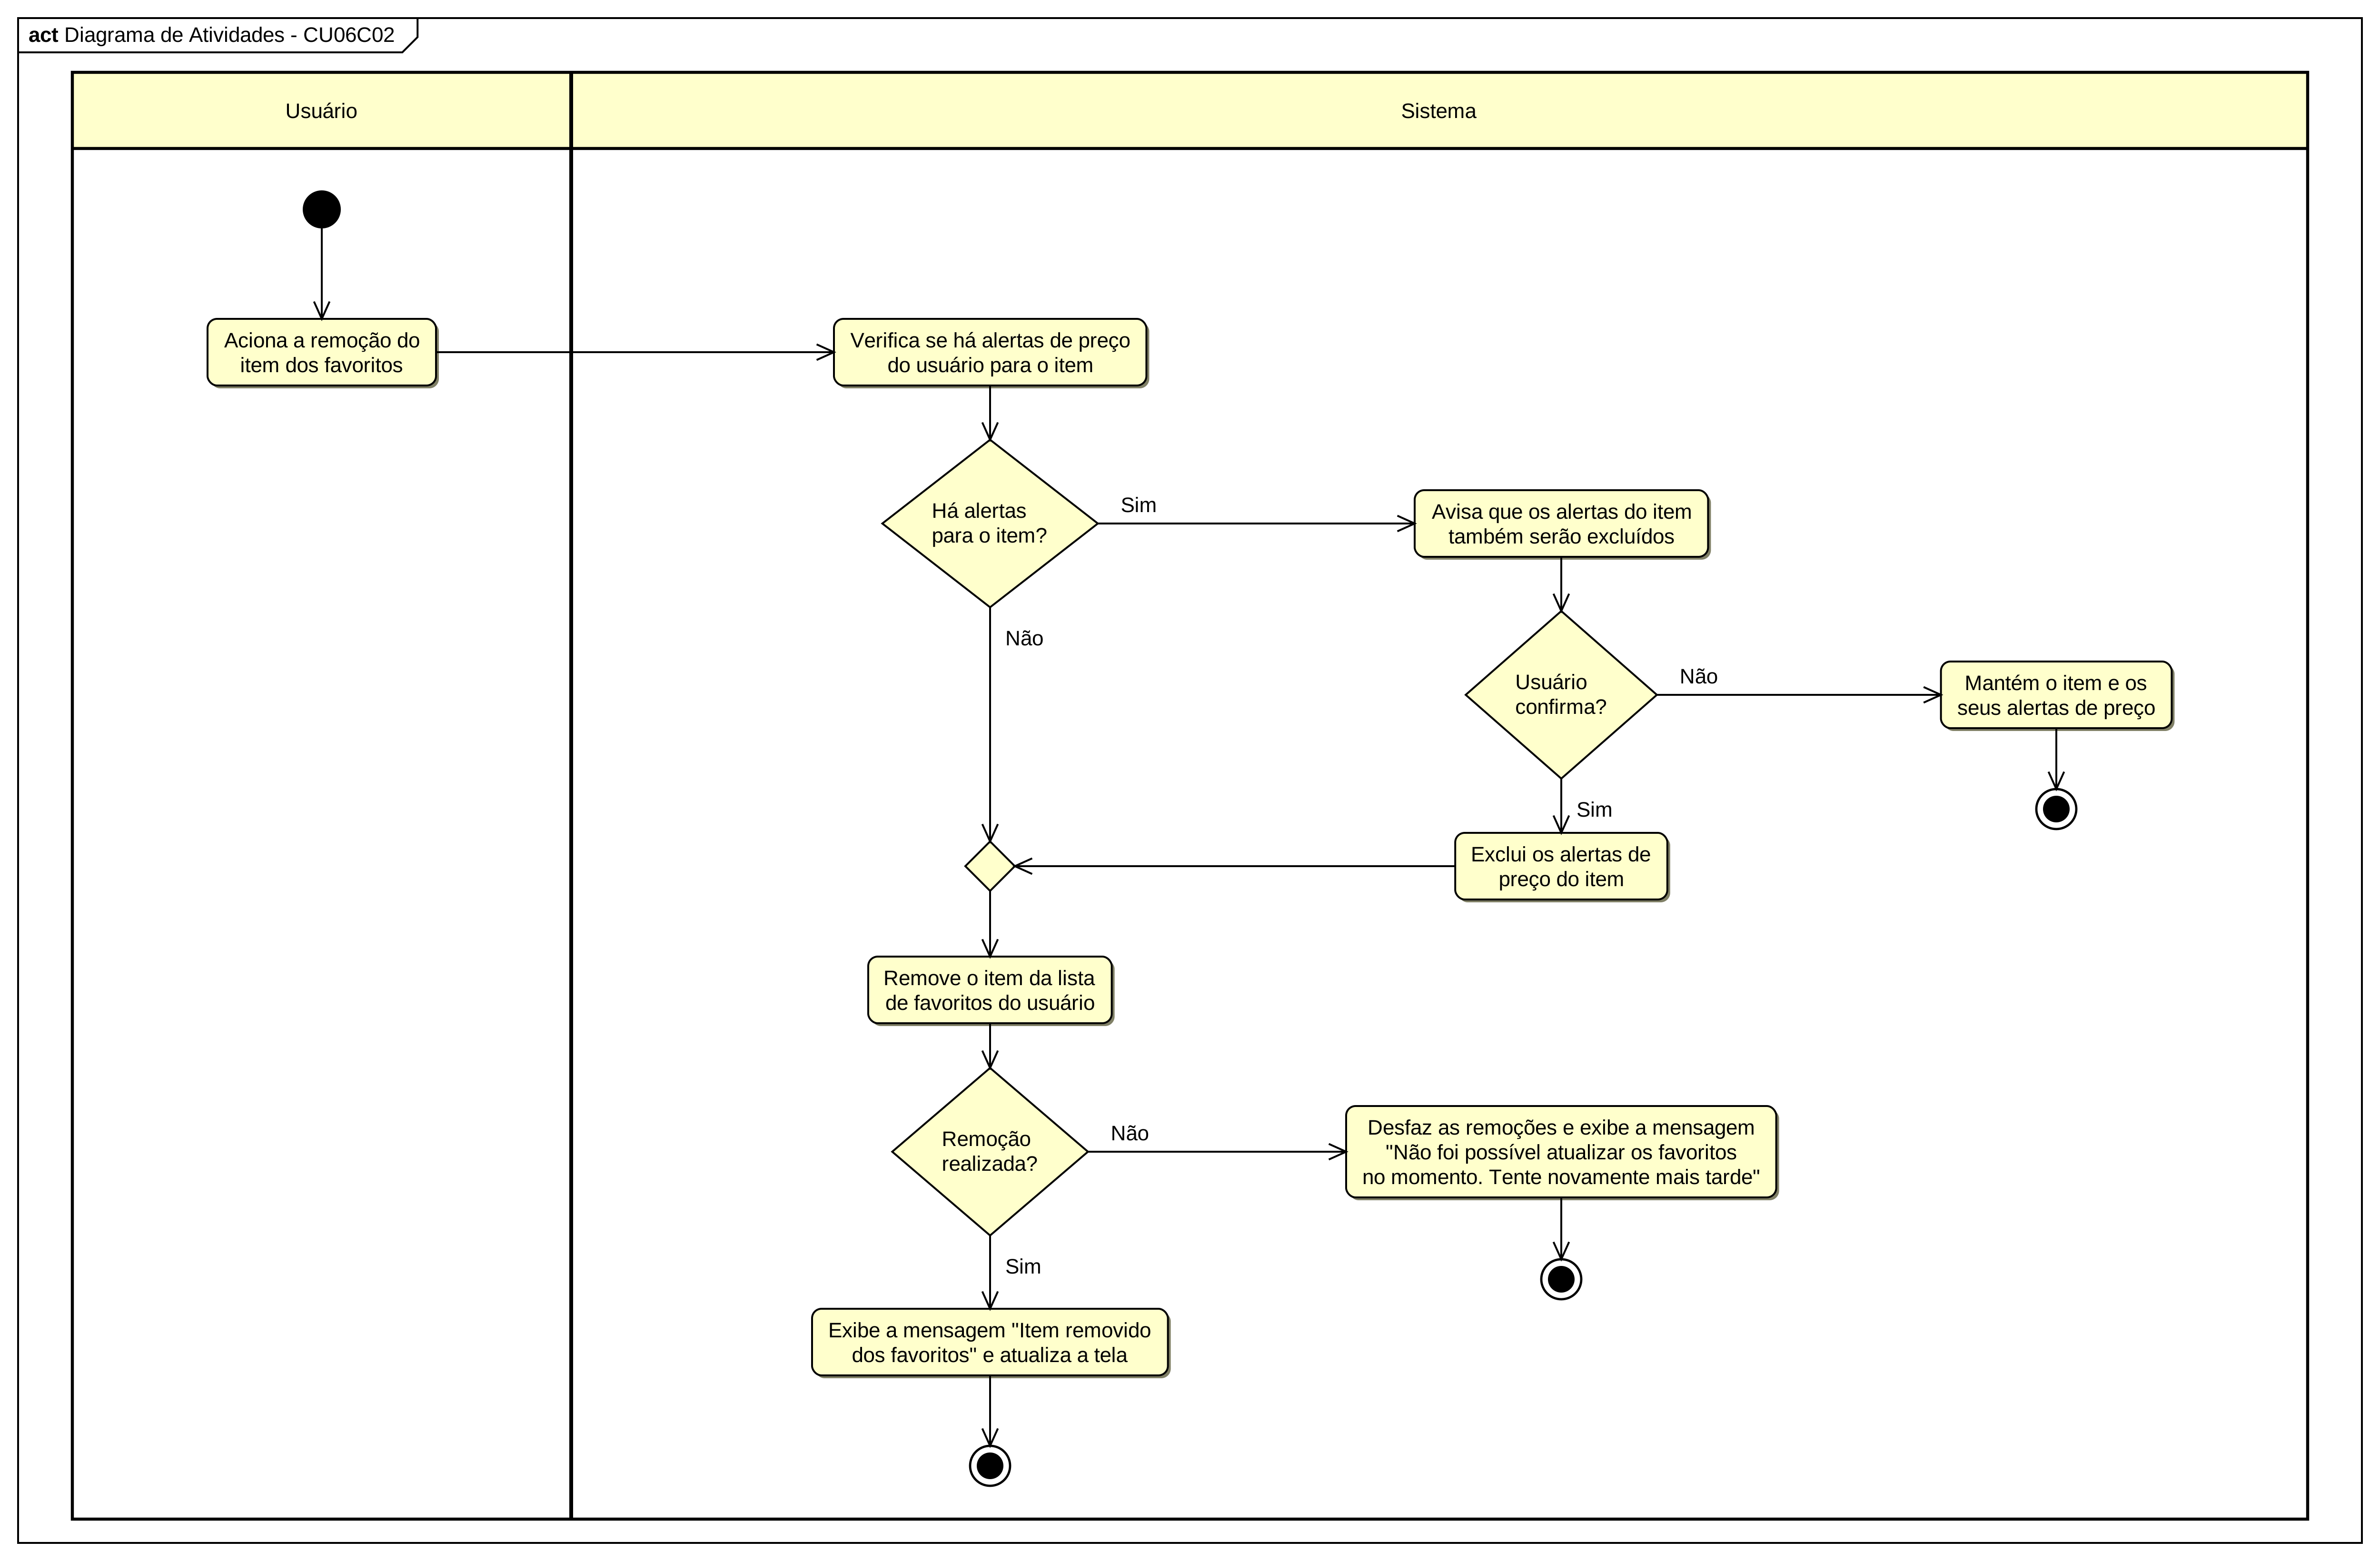 act Diagrama de Atividades - CU06C02
Usuário
Sistema
Aciona a remoção do
item dos favoritos
Verifica se há alertas de preço
do usuário para o item
Há alertas
para o item?
Sim
Avisa que os alertas do item
também serão excluídos
Não
Usuário
confirma?
Não
Mantém o item e os
seus alertas de preço
Sim
Exclui os alertas de
preço do item
Remove o item da lista
de favoritos do usuário
Remoção
realizada?
Não
Desfaz as remoções e exibe a mensagem
"Não foi possível atualizar os favoritos
no momento. Tente novamente mais tarde"
Sim
Exibe a mensagem "Item removido
dos favoritos" e atualiza a tela